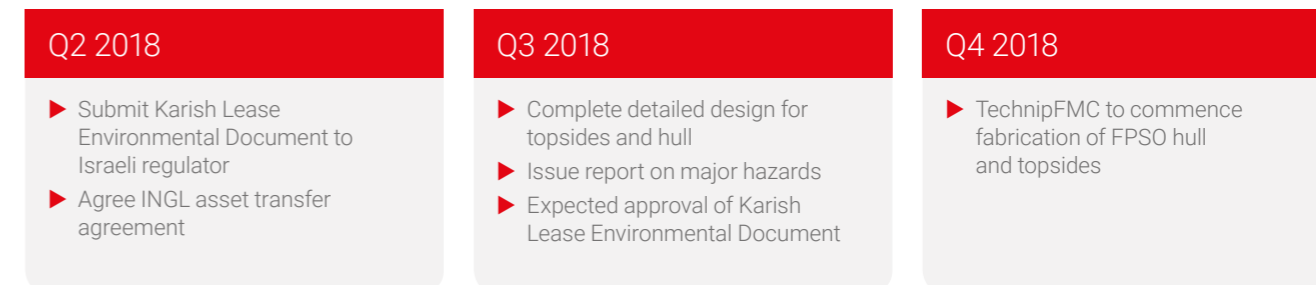 Q2 2018
Submit Karish Lease
Environmental Document to
Israeli regulator
Agree INGL asset transfer
agreement
Q3 2018
Complete detailed design for
topsides and hull
Issue report on major hazards
Expected approval of Karish
Lease Environmental Document
Q4 2018
TechnipFMC to commence
fabrication of FPSO hull
and topsides